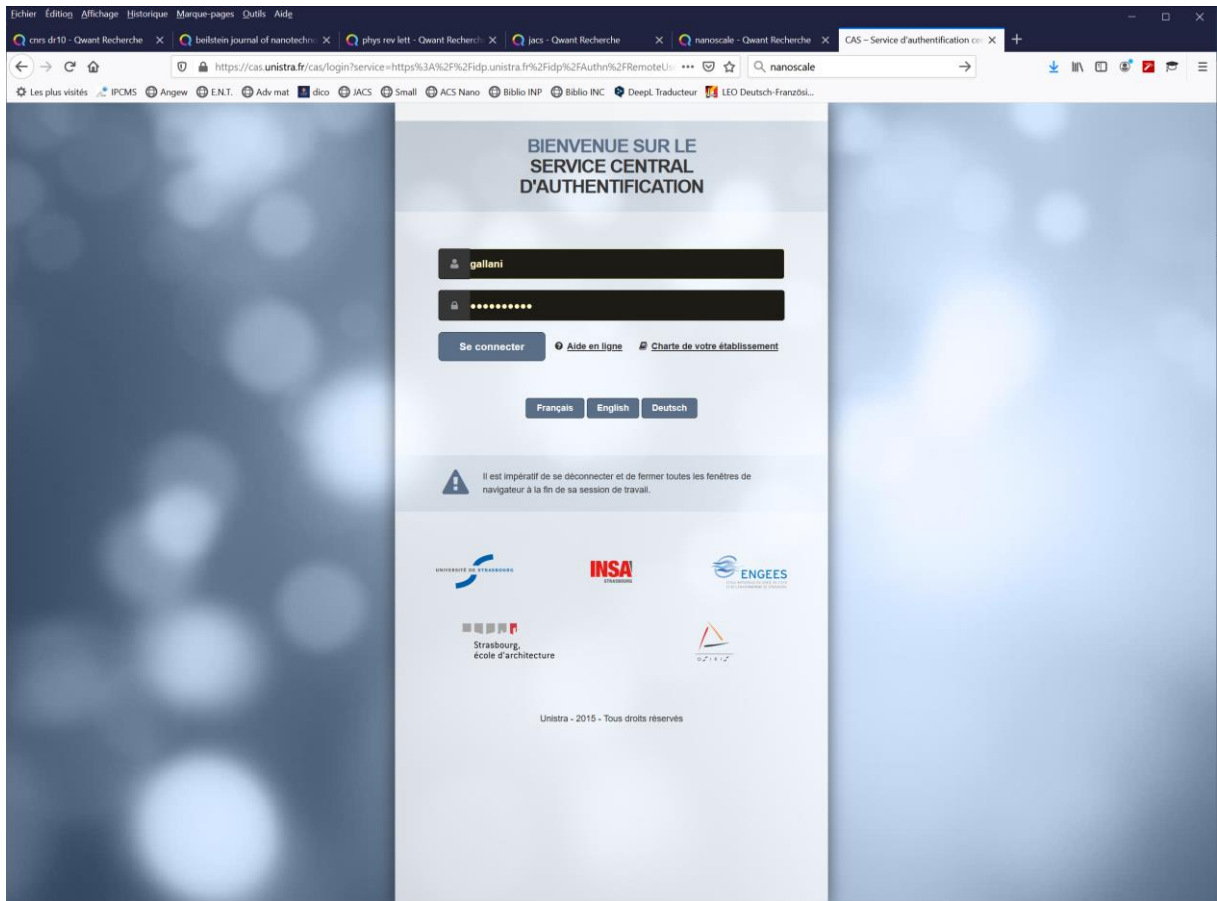 Fichier Édition Affichage Historique Marque-pages Outils Aide
cnrs dr10 - Qwant Recherche
beilstein journal of nanotechn
phys rev lett - Qwant Recherch
jacs - Qwant Recherche
nanoscale - Qwant Recherche
CAS – Service d'authentification cen
https://cas.unistra.fr/cas/login?service=https%3A%2F%2Fidp.unistra.fr%2Fidp%2FAuthn%2FRemoteUs
nanoscale
Les plus visités IPCMS Angew E.N.T. Adv mat dico JACS Small ACS Nano Biblio INP Biblio INC DeepL Traducteur LEO Deutsch-Französi...
BIENVENUE SUR LE
SERVICE CENTRAL
D'AUTHENTIFICATION
gallani
••••••••••
Se connecter Aide en ligne Charte de votre établissement
Français English Deutsch
Il est impératif de se déconnecter et de fermer toutes les fenêtres de
navigateur à la fin de sa session de travail.
UNIVERSITÉ DE STRASBOURG
INSA
STRASBOURG
ENGEES
Strasbourg,
école d'architecture
OSIRIS
Unistra - 2015 - Tous droits réservés